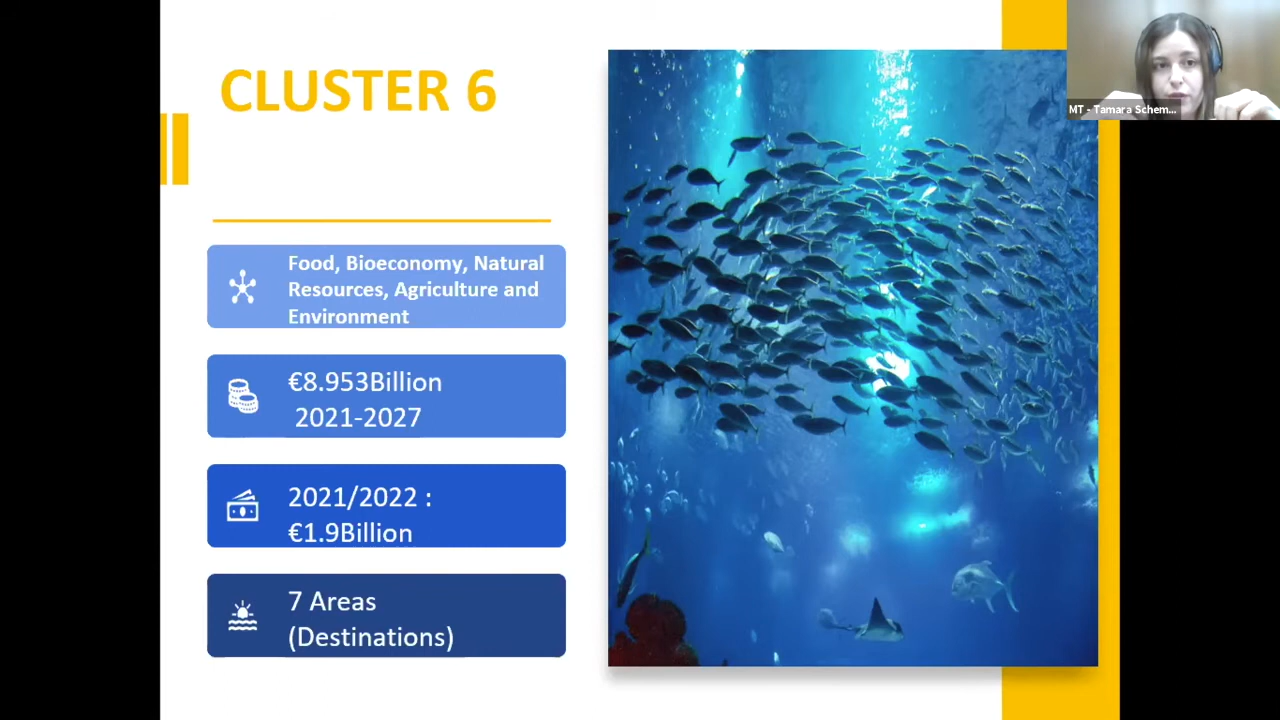 CLUSTER 6
MT - Tamara Schem...
Food, Bioeconomy, Natural
Resources, Agriculture and
Environment
€8.953Billion
2021-2027
2021/2022 :
€1.9Billion
7 Areas
(Destinations)